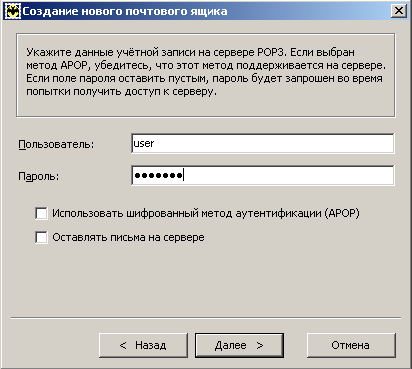 Создание нового почтового ящика
Укажите данные учётной записи на сервере POP3. Если выбран
метод APOP, убедитесь, что этот метод поддерживается на сервере.
Если поле пароля оставить пустым, пароль будет запрошен во время
попытки получить доступ к серверу.
Пользователь: user
Пароль: ●●●●●●●
Использовать шифрованный метод аутентификации (APOP)
Оставлять письма на сервере
< Назад Далее > Отмена